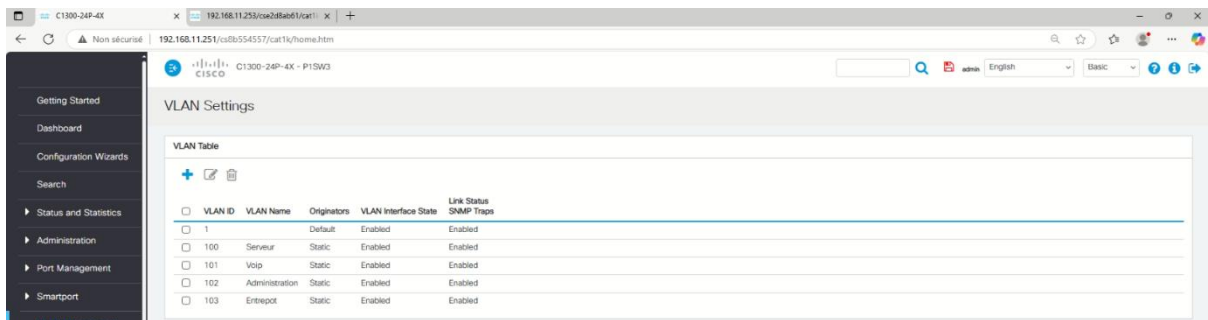 C1300-24P-4X
192.168.11.253/cse2d8ab61/cat1
Non sécurisé 192.168.11.251/cs8b554557/cat1k/home.htm
CISCO C1300-24P-4X - P1SW3 admin English Basic
Getting Started
Dashboard
Configuration Wizards
Search
Status and Statistics
Administration
Port Management
Smartport
VLAN Settings
VLAN Table
VLAN ID VLAN Name Originators VLAN Interface State Link Status SNMP Traps
1 Default Enabled Enabled
100 Serveur Static Enabled Enabled
101 Voip Static Enabled Enabled
102 Administration Static Enabled Enabled
103 Entrepot Static Enabled Enabled